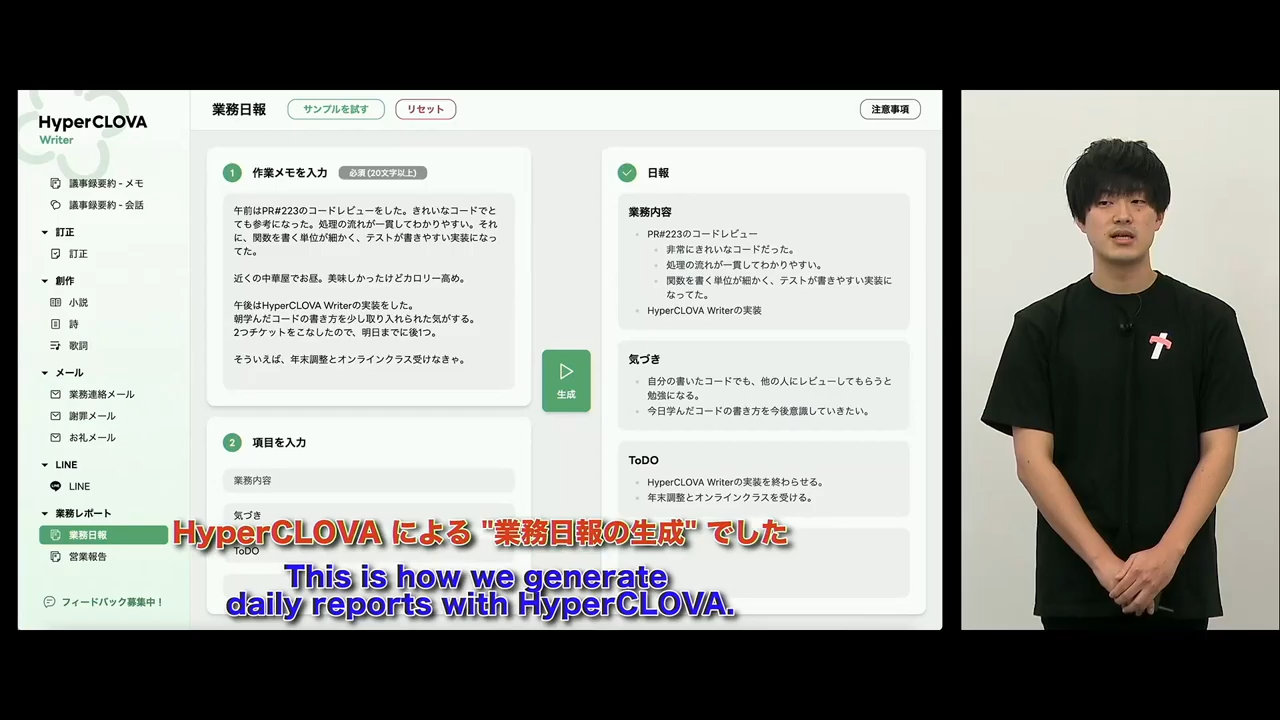 HyperCLOVA
Writer
議事録要約 - メモ
議事録要約 - 会話
訂正
訂正
創作
小説
詩
歌詞
メール
業務連絡メール
謝罪メール
お礼メール
LINE
LINE
業務レポート
業務日報
営業報告
フィードバック募集中！
業務日報
サンプルを試す
リセット
注意事項
1 作業メモを入力 必須 (20文字以上)
午前はPR#223のコードレビューをした。きれいなコードでと
ても参考になった。処理の流れが一貫してわかりやすい。それ
に、関数を書く単位が細かく、テストが書きやすい実装になっ
てた。
近くの中華屋でお昼。美味しかったけどカロリー高め。
午後はHyperCLOVA Writerの実装をした。
朝学んだコードの書き方を少し取り入れられた気がする。
2つチケットをこなしたので、明日までに後1つ。
そういえば、年末調整とオンラインクラス受けなきゃ。
2 項目を入力
業務内容
気づき
ToDO
生成
日報
業務内容
PR#223のコードレビュー
非常にきれいなコードだった。
処理の流れが一貫してわかりやすい。
関数を書く単位が細かく、テストが書きやすい実装に
なってた。
HyperCLOVA Writerの実装
気づき
自分の書いたコードでも、他の人にレビューしてもらうと
勉強になる。
今日学んだコードの書き方を今後意識していきたい。
ToDO
HyperCLOVA Writerの実装を終わらせる。
年末調整とオンラインクラスを受ける。
HyperCLOVA による "業務日報の生成" でした
This is how we generate
daily reports with HyperCLOVA.